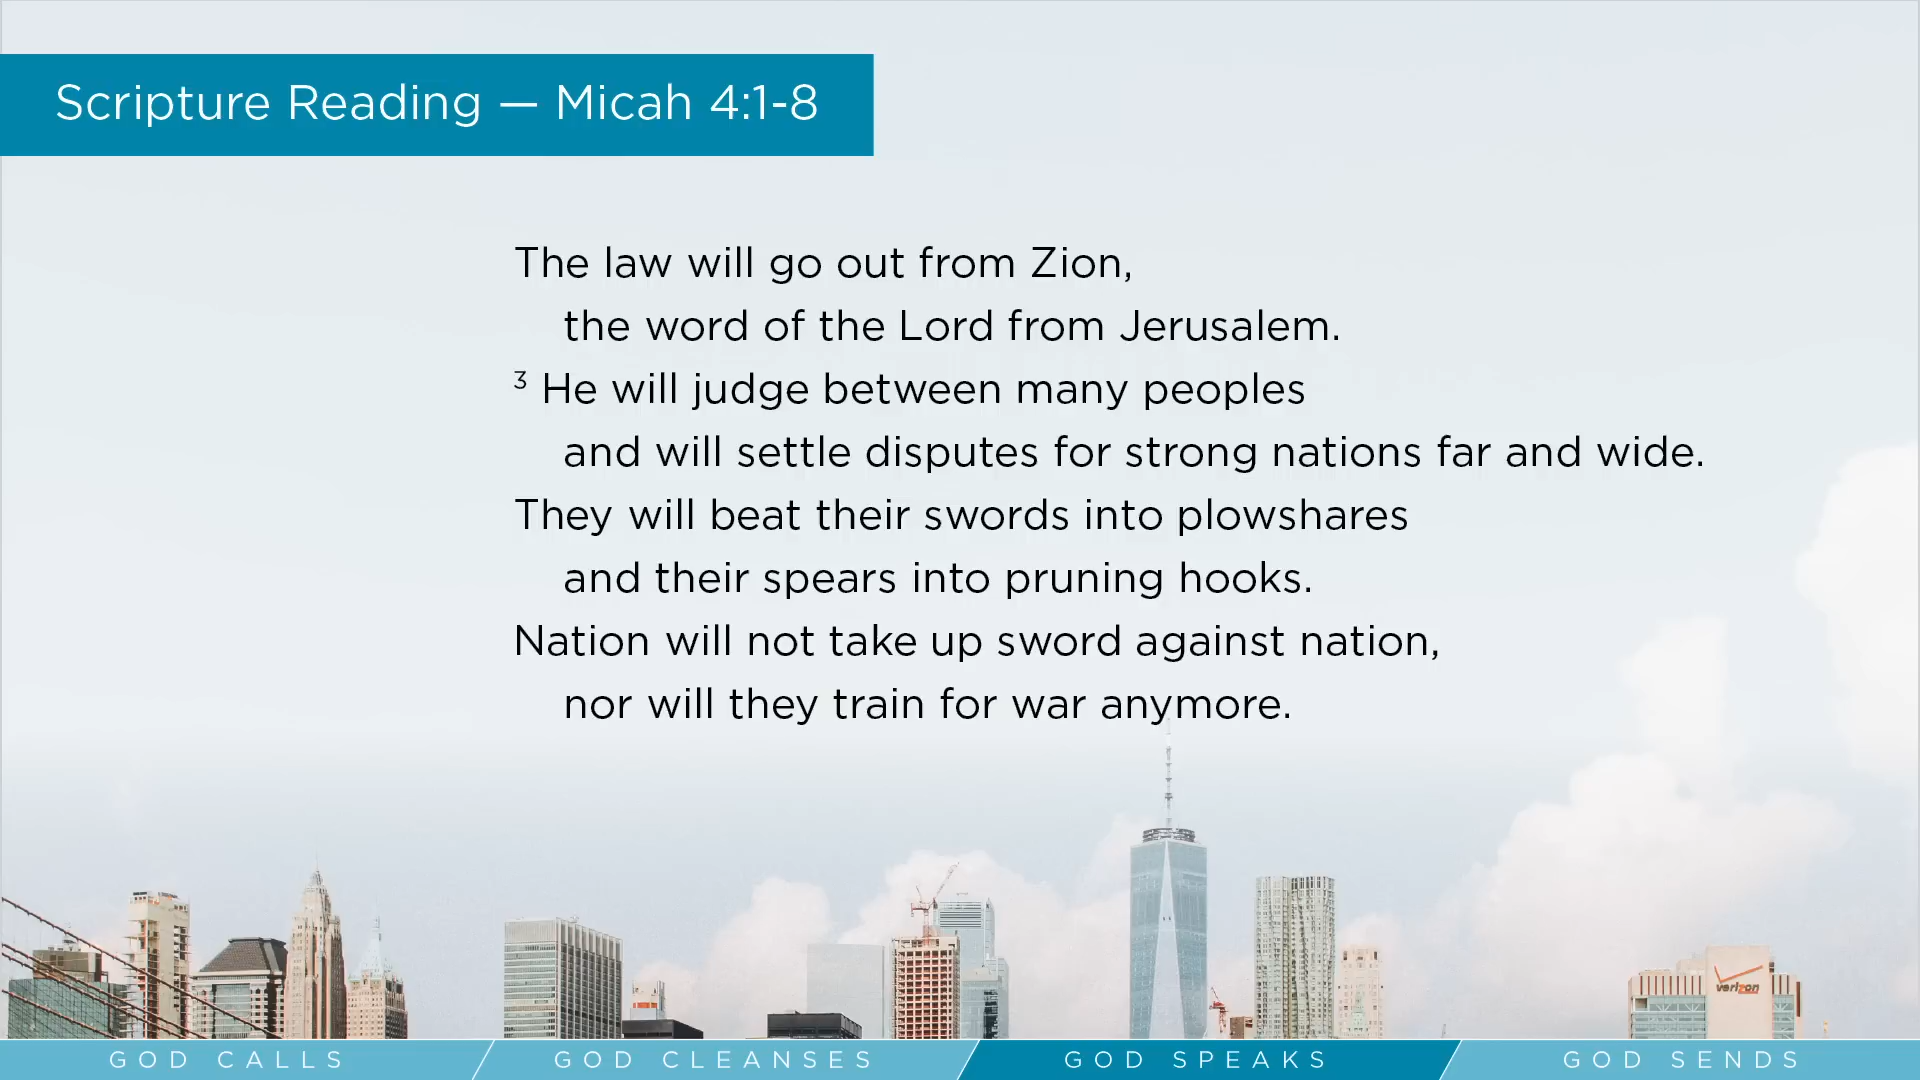 Scripture Reading — Micah 4:1-8
The law will go out from Zion,
the word of the Lord from Jerusalem.
3 He will judge between many peoples
and will settle disputes for strong nations far and wide.
They will beat their swords into plowshares
and their spears into pruning hooks.
Nation will not take up sword against nation,
nor will they train for war anymore.
verizon
GOD CALLS
GOD CLEANSES
GOD SPEAKS
GOD SENDS